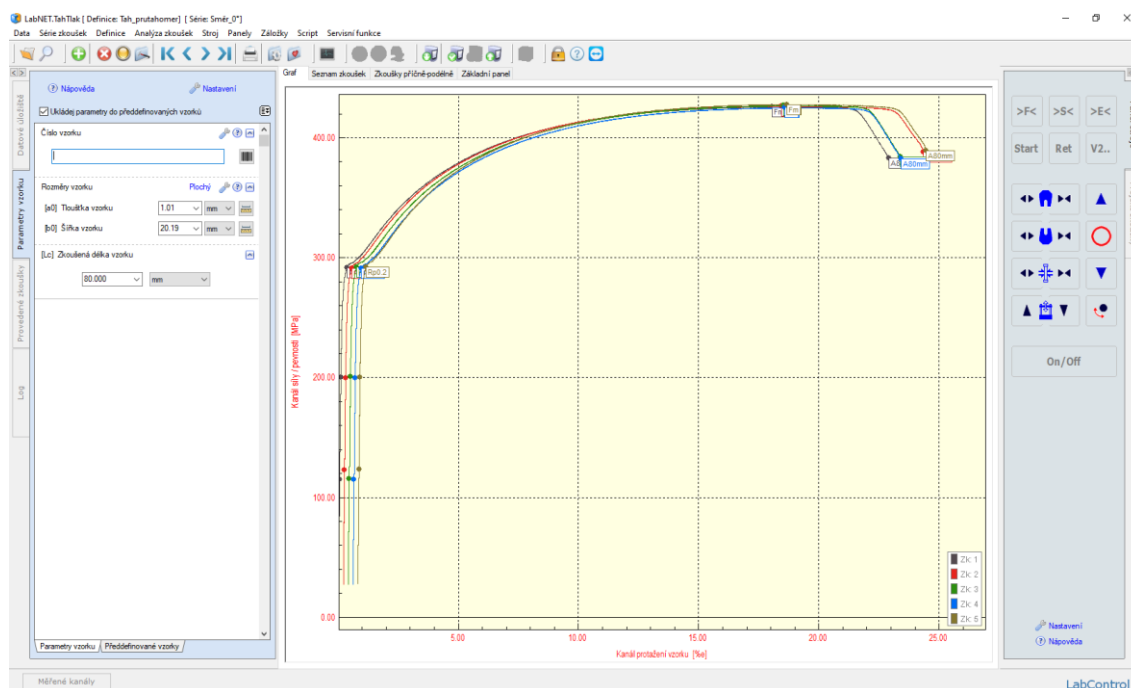 LabNET.TahTlak [ Definice: Tah_prutahomer] [ Série: Směr_0°]
Data Série zkoušek Definice Analýza zkoušek Stroj Panely Záložky Script Servisní funkce
Graf Seznam zkoušek Zkoušky příčně-podélně Základní panel
Nápověda Nastavení
Ukládej parametry do předdefinovaných vzorků
Číslo vzorku
Rozměry vzorku Plochý
[a0] Tloušťka vzorku 1.01 mm
[b0] Šířka vzorku 20.19 mm
[Lc] Zkoušená délka vzorku
80.000 mm
Parametry vzorku Předdefinované vzorky
Datové úložiště
Parametry vzorku
Provedené zkoušky
Log
Měřené kanály
400.00
300.00
200.00
100.00
0.00
Kanál síly / pevnosti [MPa]
Fm
A80mm
A80mm
Rp0.2
5.00 10.00 15.00 20.00 25.00
Kanál protažení vzorku [%e]
Zk: 1
Zk: 2
Zk: 3
Zk: 4
Zk: 5
>F< >S< >E<
Start Ret V2..
On/Off
Nastavení
Nápověda
LabControl